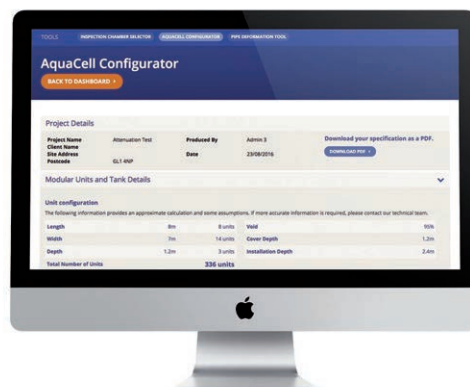 TOOLS INSPECTION CHAMBER SELECTOR AQUACELL CONFIGURATOR PIPE DEFORMATION TOOL
AquaCell Configurator
BACK TO DASHBOARD
Project Details
Project Name Attenuation Test Produced By Admin 3 Download your specification as a PDF.
Client Name
Site Address Date 23/08/2016 DOWNLOAD PDF
Postcode GL1 4NP
Modular Units and Tank Details
Unit configuration
The following information provides an approximate calculation and some assumptions. If more accurate information is required, please contact our technical team.
Length 8m 8 units Void 95%
Width 7m 14 units Cover Depth 1.2m
Depth 1.2m 3 units Installation Depth 2.4m
Total Number of Units 336 units